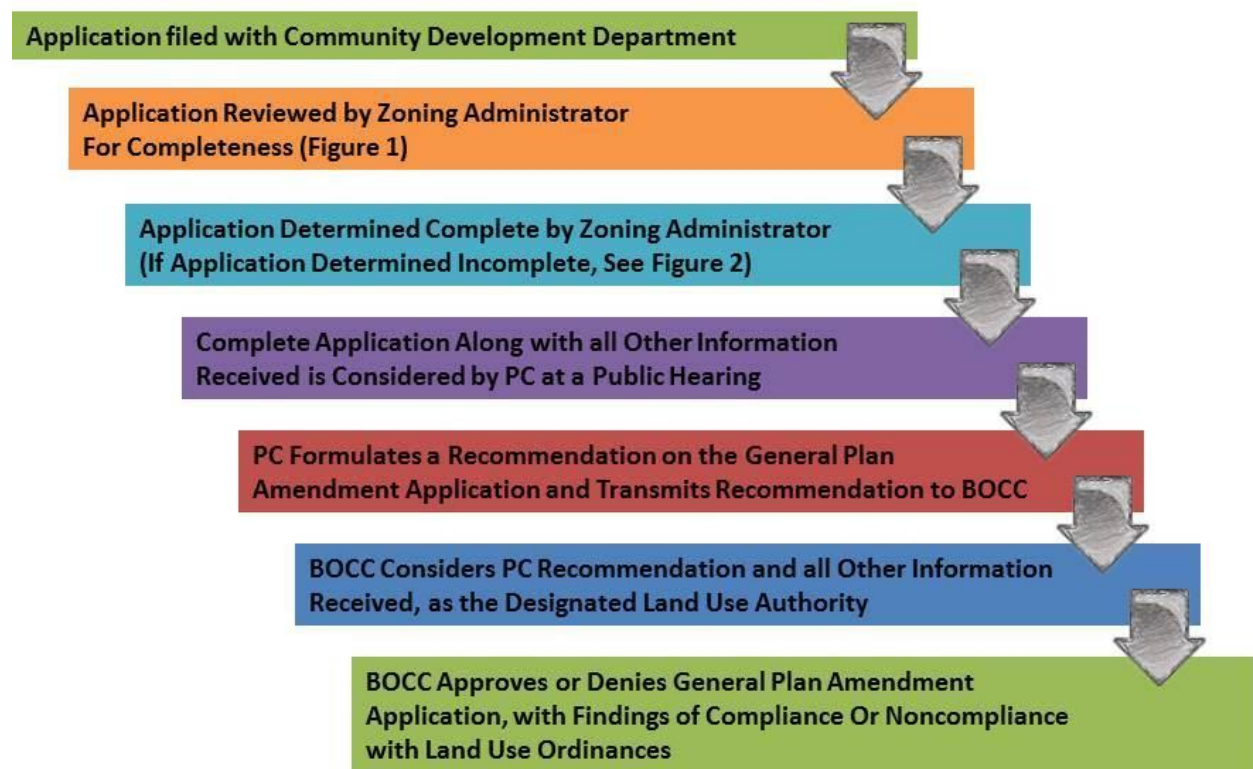 Application filed with Community Development Department
Application Reviewed by Zoning Administrator
For Completeness (Figure 1)
Application Determined Complete by Zoning Administrator
(If Application Determined Incomplete, See Figure 2)
Complete Application Along with all Other Information
Received is Considered by PC at a Public Hearing
PC Formulates a Recommendation on the General Plan
Amendment Application and Transmits Recommendation to BOCC
BOCC Considers PC Recommendation and all Other Information
Received, as the Designated Land Use Authority
BOCC Approves or Denies General Plan Amendment
Application, with Findings of Compliance Or Noncompliance
with Land Use Ordinances